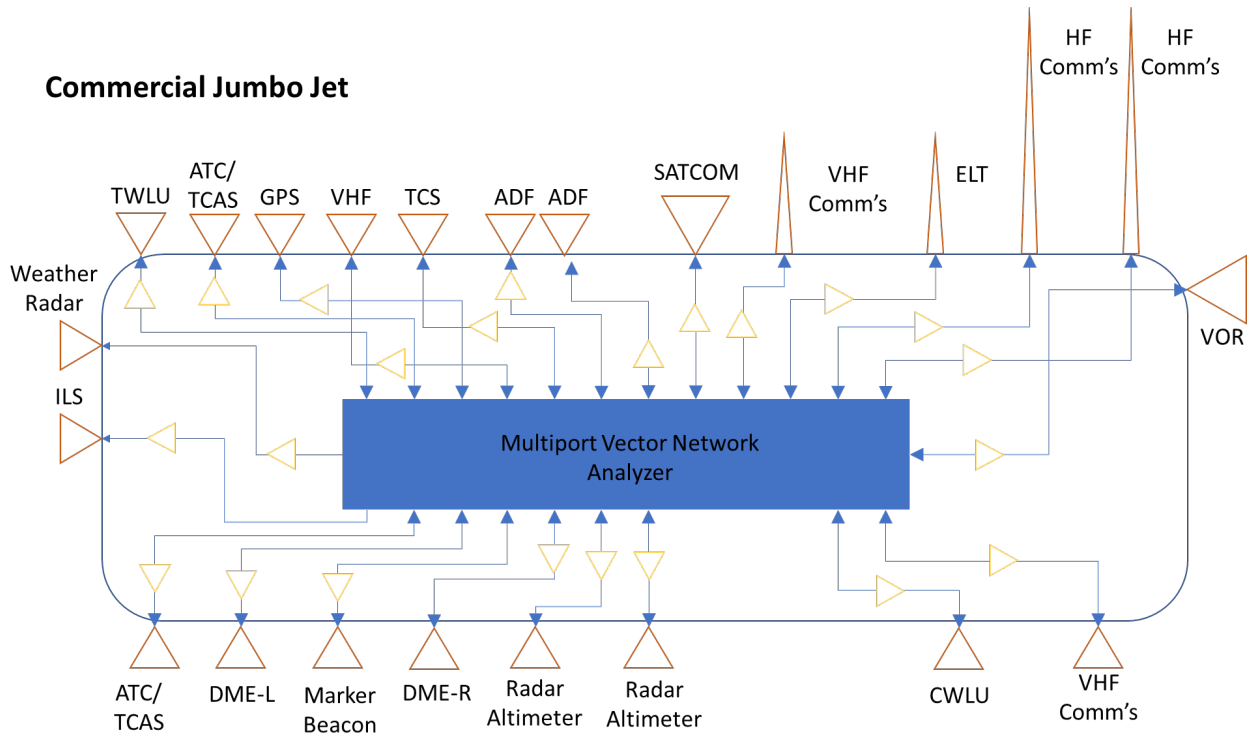 Commercial Jumbo Jet
HF
Comm's
HF
Comm's
TWLU
ATC/
TCAS
GPS
VHF
TCS
ADF
ADF
SATCOM
VHF
Comm's
ELT
Weather
Radar
VOR
ILS
Multiport Vector Network
Analyzer
ATC/
TCAS
DME-L
Marker
Beacon
DME-R
Radar
Altimeter
Radar
Altimeter
CWLU
VHF
Comm's